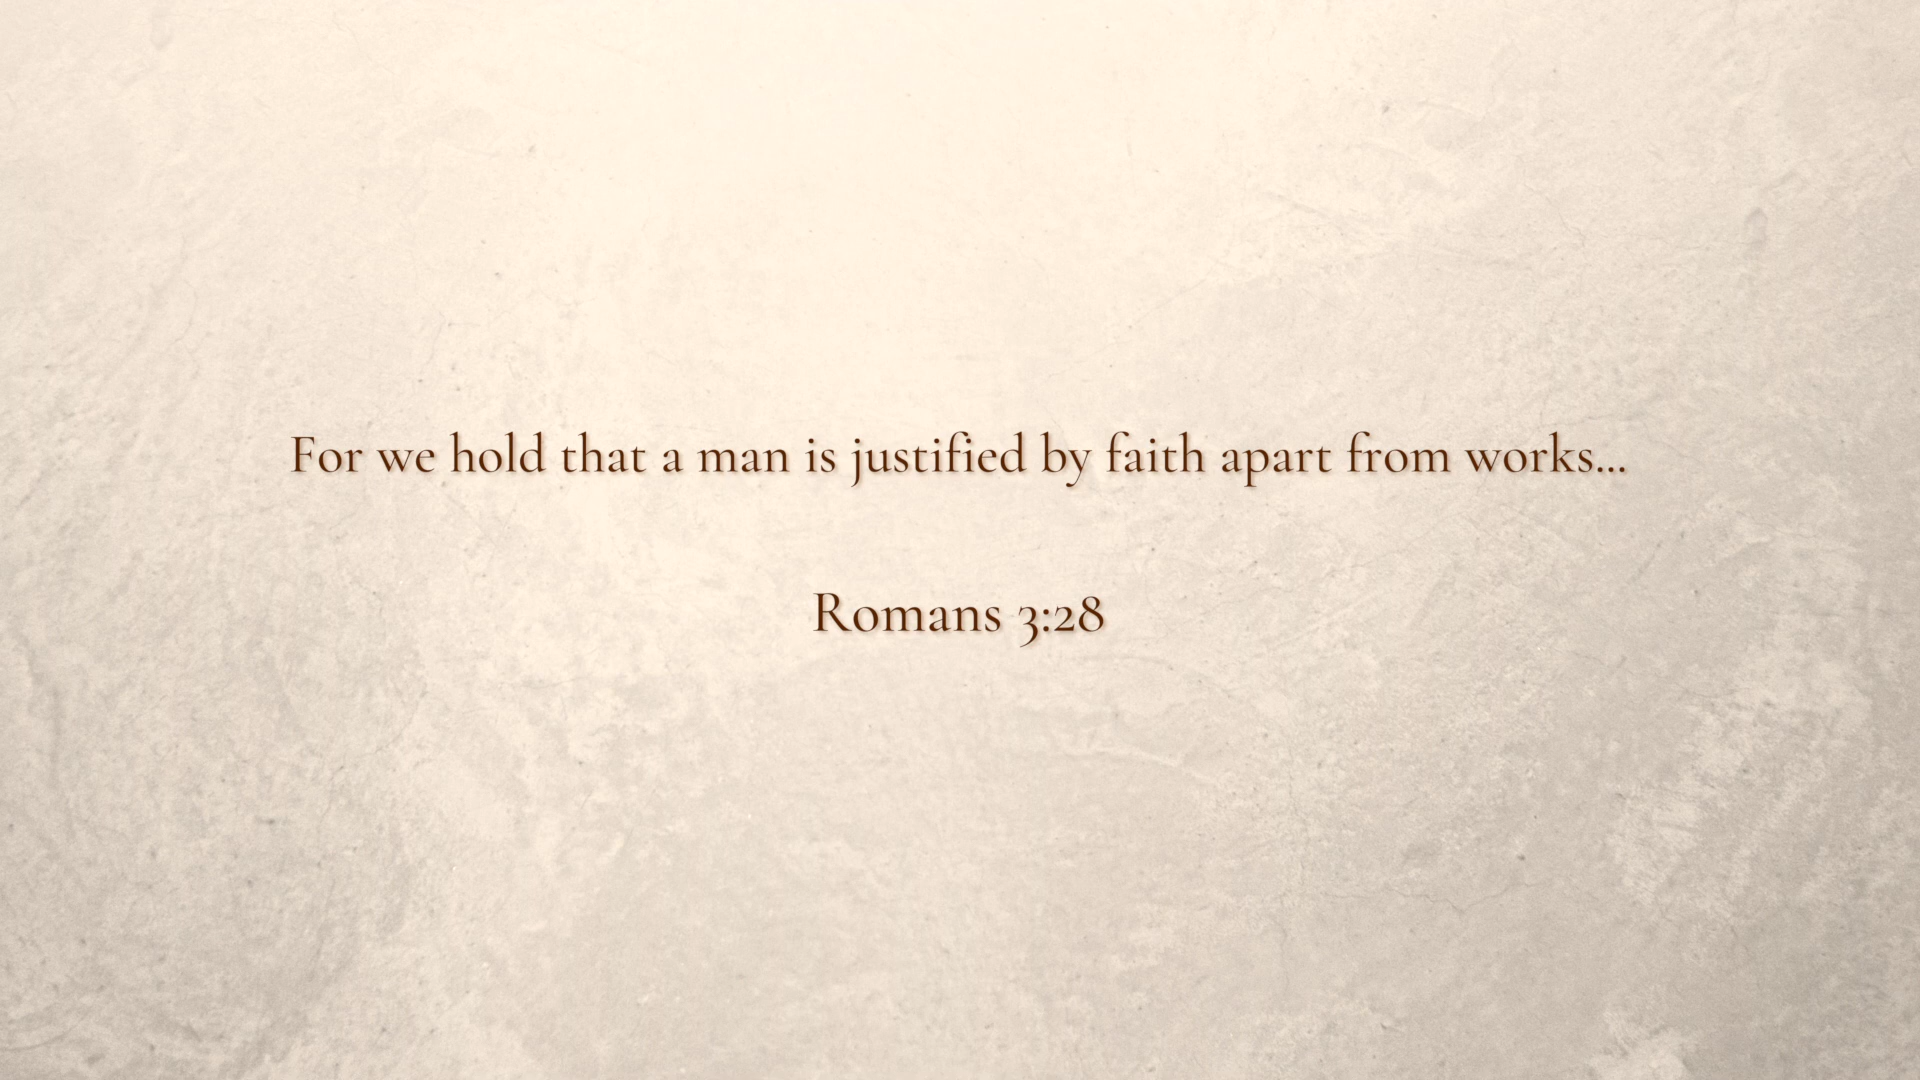 For we hold that a man is justified by faith apart from works...
Romans 3:28